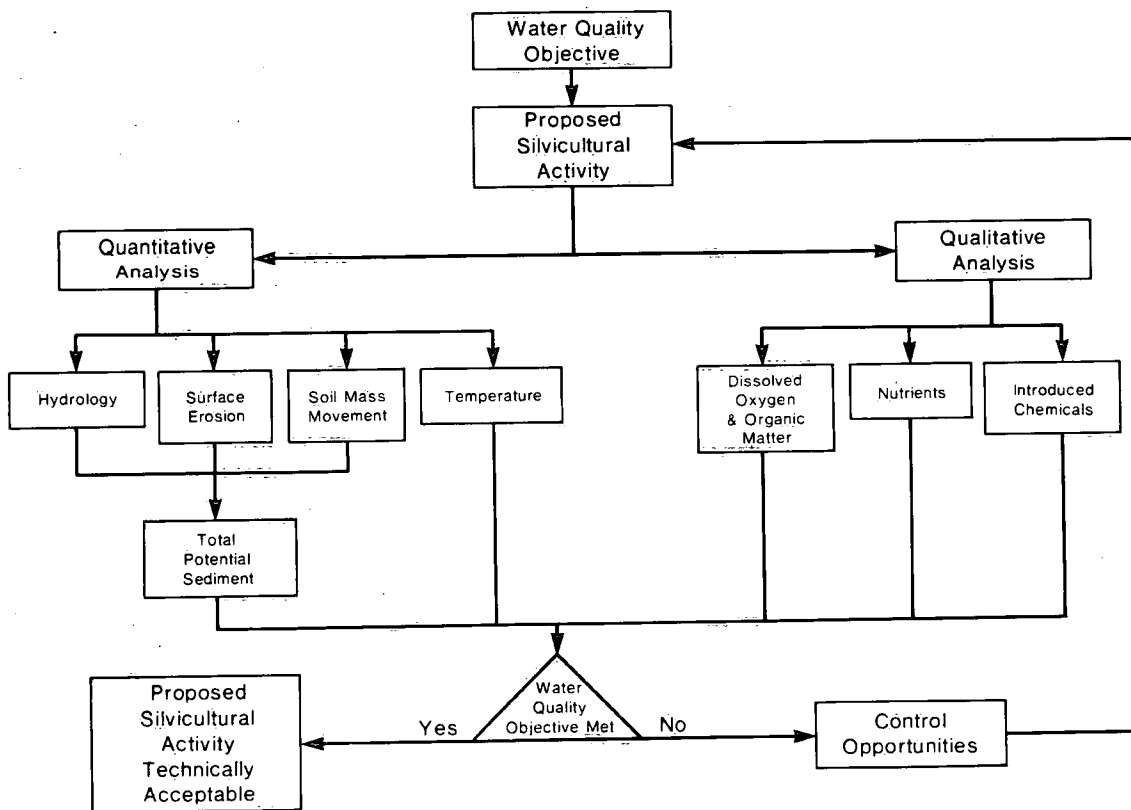 Water Quality
Objective
Proposed
Silvicultural
Activity
Quantitative
Analysis
Qualitative
Analysis
Hydrology
Surface
Erosion
Soil Mass
Movement
Temperature
Dissolved
Oxygen
& Organic
Matter
Nutrients
Introduced
Chemicals
Total
Potential
Sediment
Water
Quality
Objective Met
Yes
No
Proposed
Silvicultural
Activity
Technically
Acceptable
Control
Opportunities